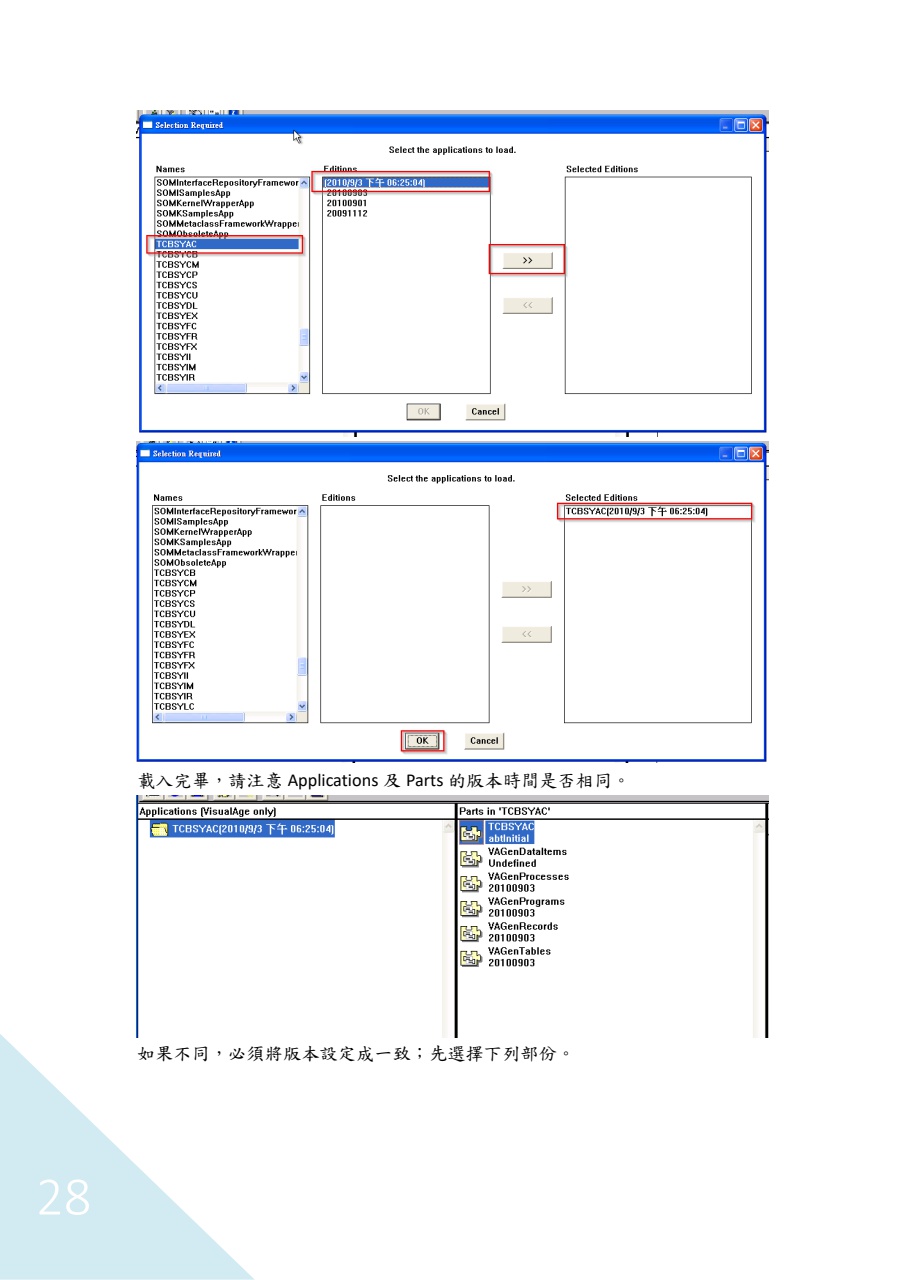 Selection Required
Select the applications to load.
Names
Editions
Selected Editions
SOMInterfaceRepositoryFramewor
SOMISamplesApp
SOMKernelWrapperApp
SOMKSamplesApp
SOMMetaclassFrameworkWrappe
SOMObsoleteApp
TCBSYAC
TCBSYCB
TCBSYCM
TCBSYCP
TCBSYCS
TCBSYCU
TCBSYDL
TCBSYEX
TCBSYFC
TCBSYFR
TCBSYFX
TCBSYII
TCBSYIM
TCBSYIR
(2010/9/3 下午 06:25:04)
20100903
20100901
20091112
>>
<<
OK
Cancel
Selection Required
Select the applications to load.
Names
Editions
Selected Editions
SOMInterfaceRepositoryFramewor
SOMISamplesApp
SOMKernelWrapperApp
SOMKSamplesApp
SOMMetaclassFrameworkWrappe
SOMObsoleteApp
TCBSYCB
TCBSYCM
TCBSYCP
TCBSYCS
TCBSYCU
TCBSYDL
TCBSYEX
TCBSYFC
TCBSYFR
TCBSYFX
TCBSYII
TCBSYIM
TCBSYIR
TCBSYLC
>>
<<
TCBSYAC(2010/9/3 下午 06:25:04)
OK
Cancel
載入完畢，請注意 Applications 及 Parts 的版本時間是否相同。
Applications (VisualAge only)
TCBSYAC(2010/9/3 下午 06:25:04)
Parts in 'TCBSYAC'
TCBSYAC
abtInitial
VAGenDataItems
Undefined
VAGenProcesses
20100903
VAGenPrograms
20100903
VAGenRecords
20100903
VAGenTables
20100903
如果不同，必須將版本設定成一致；先選擇下列部份。
28